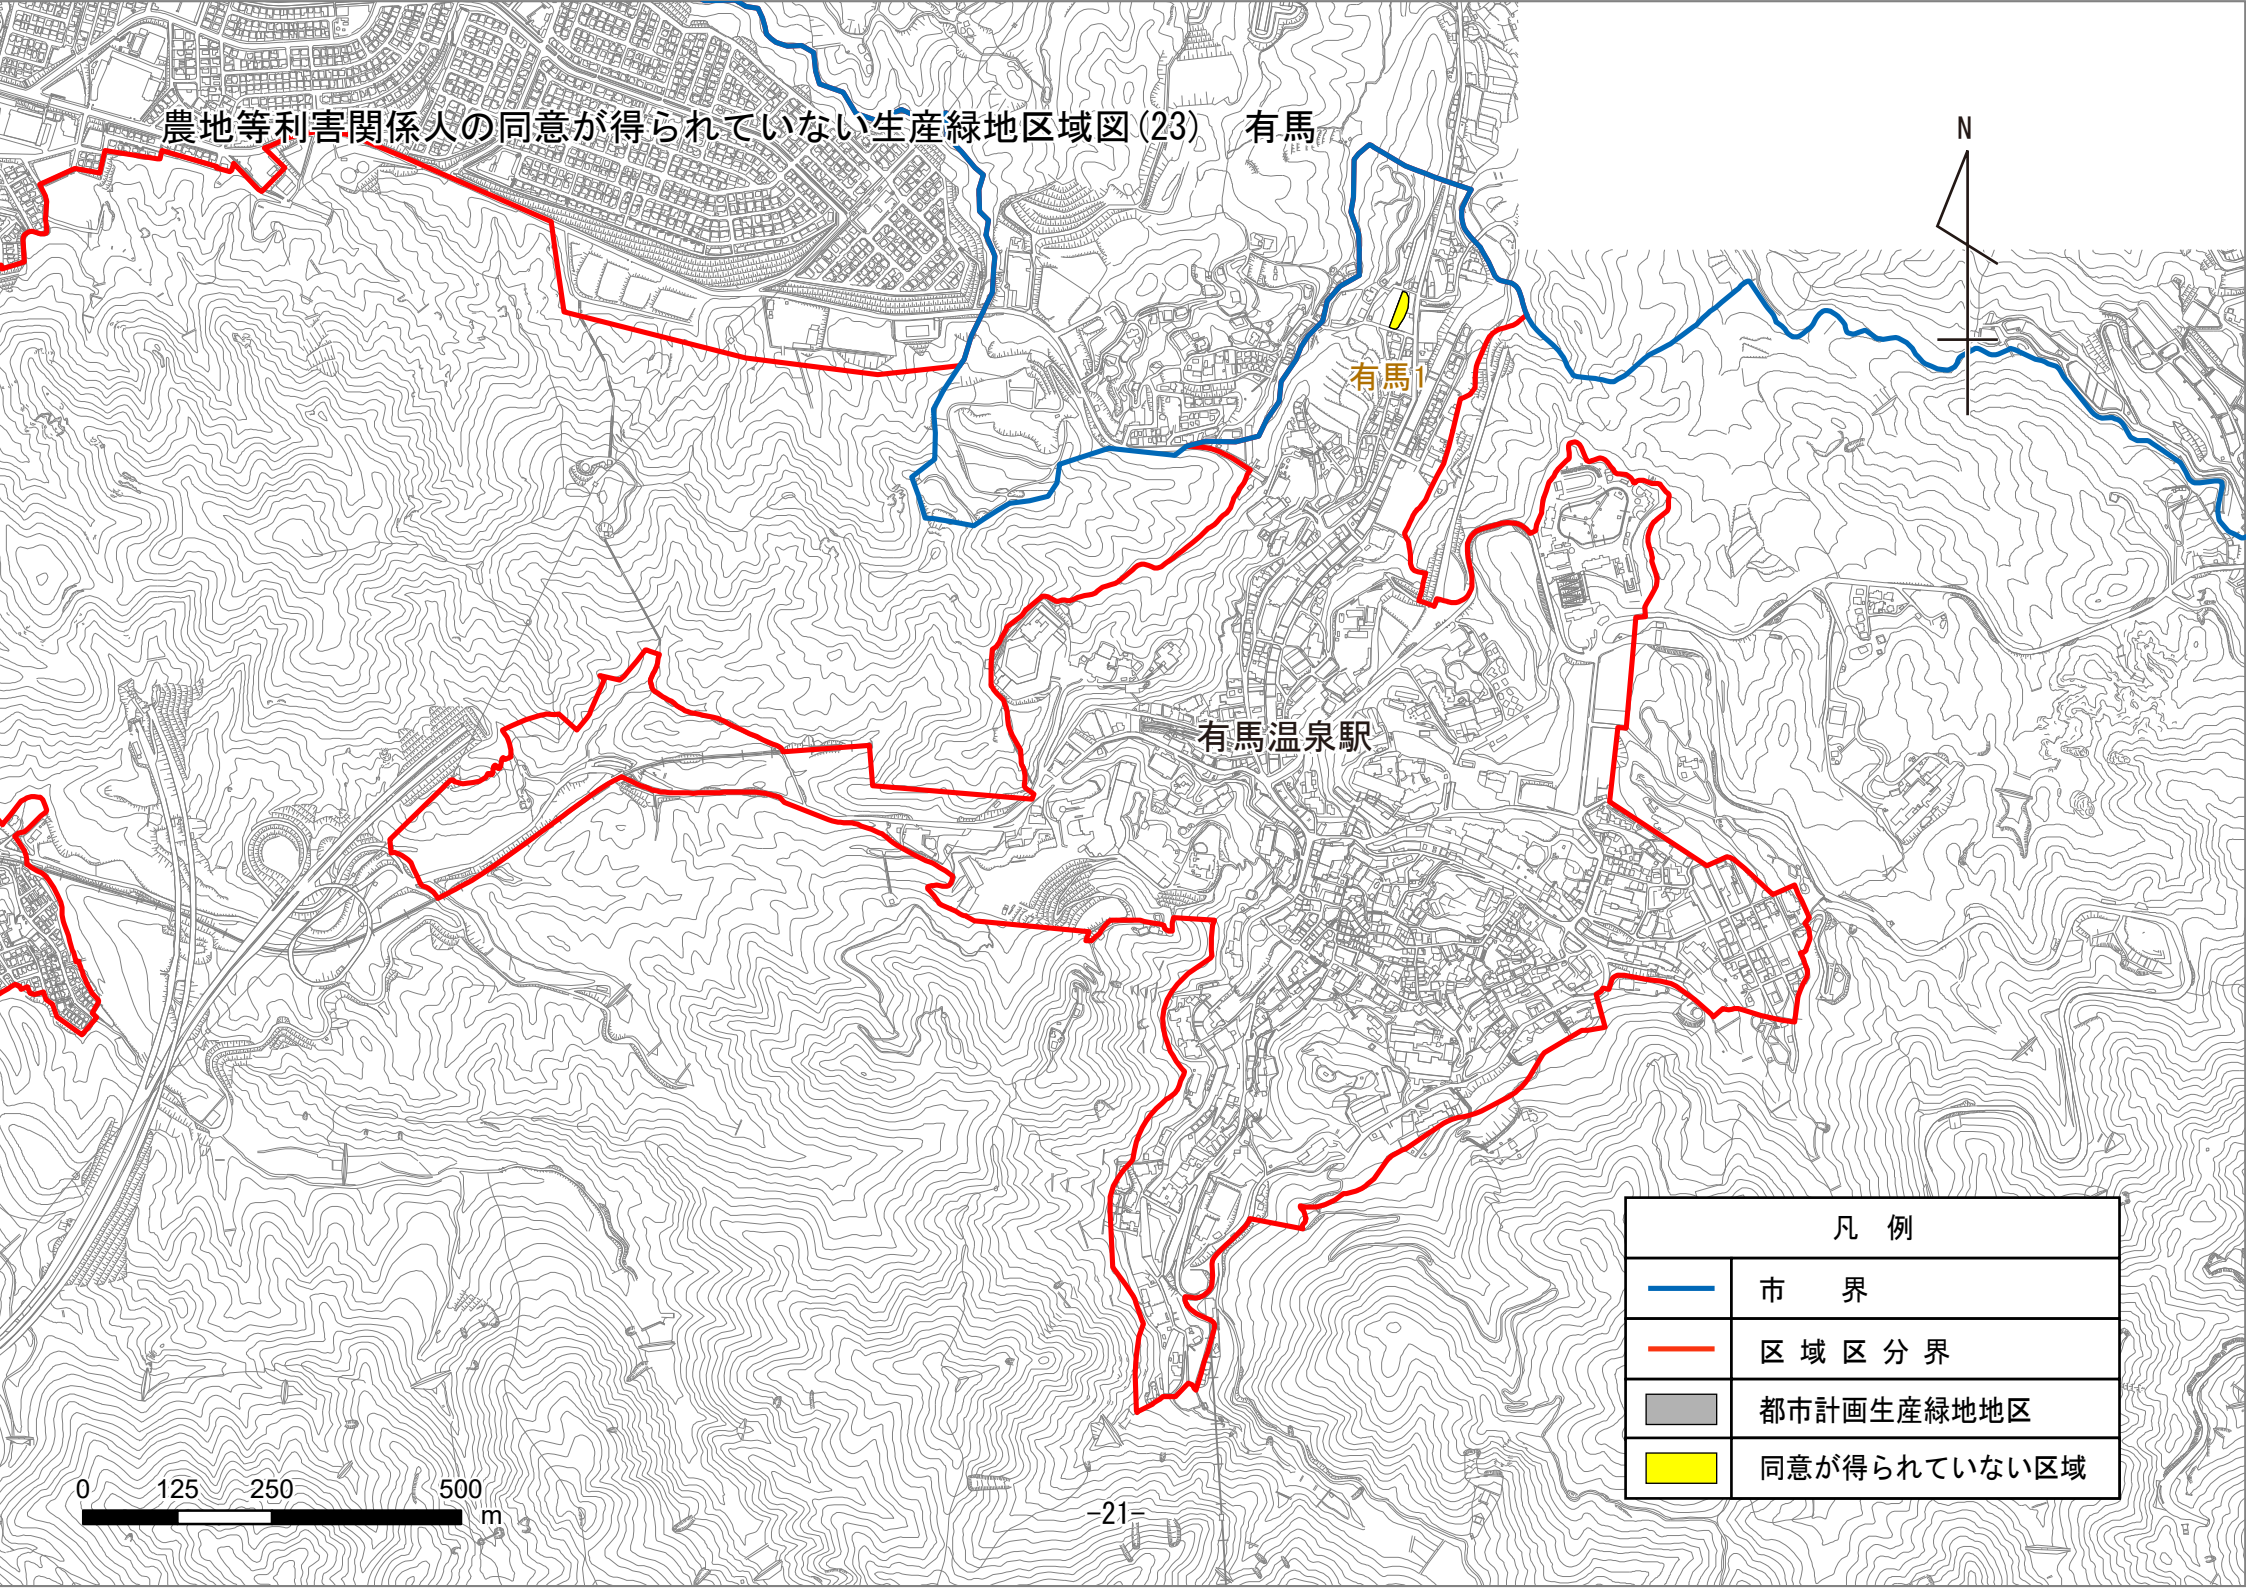 農地等利害関係人の同意が得られていない生産緑地区域図(23)　有馬
N
有馬1
有馬温泉駅
凡　例
市　　界
区 域 区 分 界
都市計画生産緑地地区
同意が得られていない区域
0 125 250 500
m
-21-